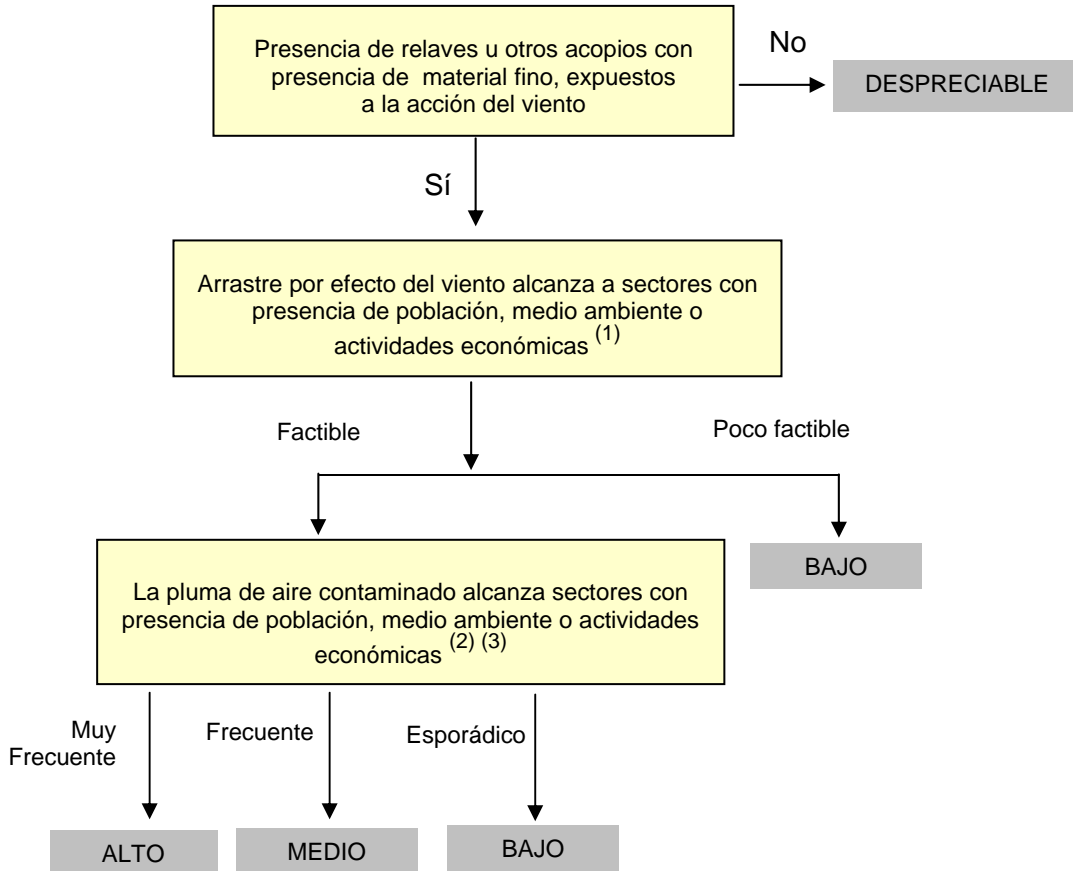 Presencia de relaves u otros acopios con
presencia de material fino, expuestos
a la acción del viento
No
DESPRECIABLE
Sí
Arrastre por efecto del viento alcanza a sectores con
presencia de población, medio ambiente o
actividades económicas (1)
Factible
Poco factible
BAJO
La pluma de aire contaminado alcanza sectores con
presencia de población, medio ambiente o actividades
económicas (2) (3)
Muy
Frecuente
Frecuente
Esporádico
ALTO
MEDIO
BAJO